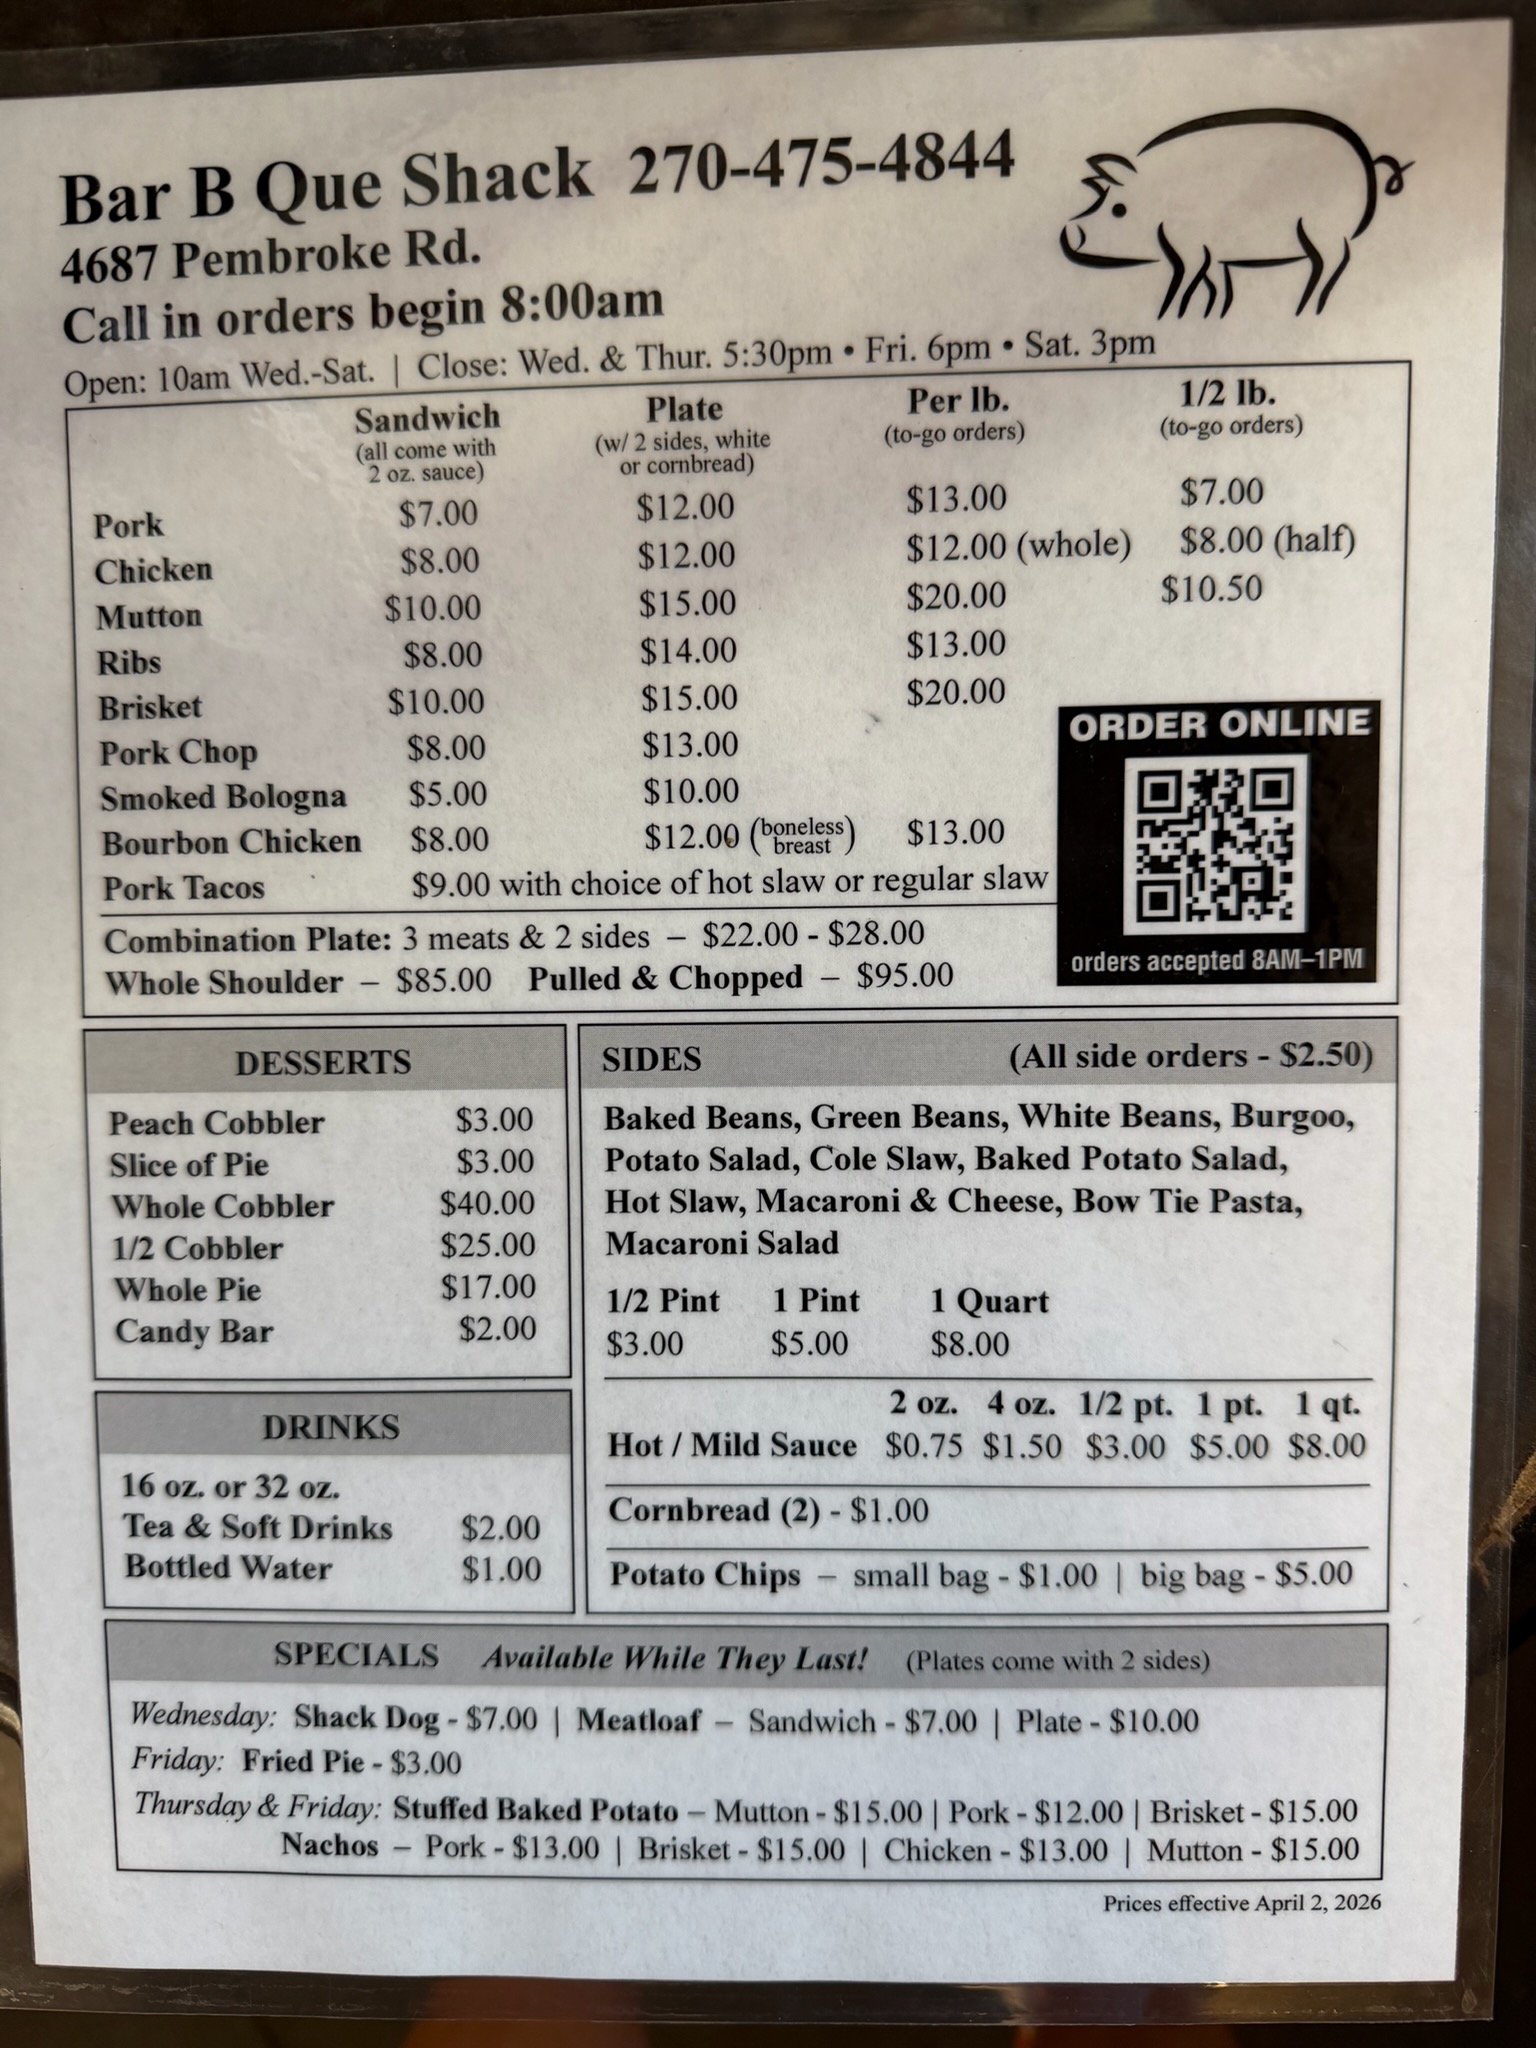 Bar B Que Shack 270-475-4844
4687 Pembroke Rd.
Call in orders begin 8:00am
Open: 10am Wed.-Sat. | Close: Wed. & Thur. 5:30pm • Fri. 6pm • Sat. 3pm
Sandwich Plate Per lb. 1/2 lb.
(all come with (w/ 2 sides, white (to-go orders) (to-go orders)
2 oz. sauce) or cornbread)
Pork $7.00 $12.00 $13.00 $7.00
Chicken $8.00 $12.00 $12.00 (whole) $8.00 (half)
Mutton $10.00 $15.00 $20.00 $10.50
Ribs $8.00 $14.00 $13.00
Brisket $10.00 $15.00 $20.00
Pork Chop $8.00 $13.00
Smoked Bologna $5.00 $10.00
Bourbon Chicken $8.00 $12.00 (boneless breast) $13.00
Pork Tacos $9.00 with choice of hot slaw or regular slaw
Combination Plate: 3 meats & 2 sides – $22.00 - $28.00
Whole Shoulder – $85.00 Pulled & Chopped – $95.00
ORDER ONLINE
orders accepted 8AM–1PM
DESSERTS
Peach Cobbler $3.00
Slice of Pie $3.00
Whole Cobbler $40.00
1/2 Cobbler $25.00
Whole Pie $17.00
Candy Bar $2.00
DRINKS
16 oz. or 32 oz.
Tea & Soft Drinks $2.00
Bottled Water $1.00
SIDES (All side orders - $2.50)
Baked Beans, Green Beans, White Beans, Burgoo,
Potato Salad, Cole Slaw, Baked Potato Salad,
Hot Slaw, Macaroni & Cheese, Bow Tie Pasta,
Macaroni Salad
1/2 Pint 1 Pint 1 Quart
$3.00 $5.00 $8.00
2 oz. 4 oz. 1/2 pt. 1 pt. 1 qt.
Hot / Mild Sauce $0.75 $1.50 $3.00 $5.00 $8.00
Cornbread (2) - $1.00
Potato Chips – small bag - $1.00 | big bag - $5.00
SPECIALS Available While They Last! (Plates come with 2 sides)
Wednesday: Shack Dog - $7.00 | Meatloaf – Sandwich - $7.00 | Plate - $10.00
Friday: Fried Pie - $3.00
Thursday & Friday: Stuffed Baked Potato – Mutton - $15.00 | Pork - $12.00 | Brisket - $15.00
Nachos – Pork - $13.00 | Brisket - $15.00 | Chicken - $13.00 | Mutton - $15.00
Prices effective April 2, 2026